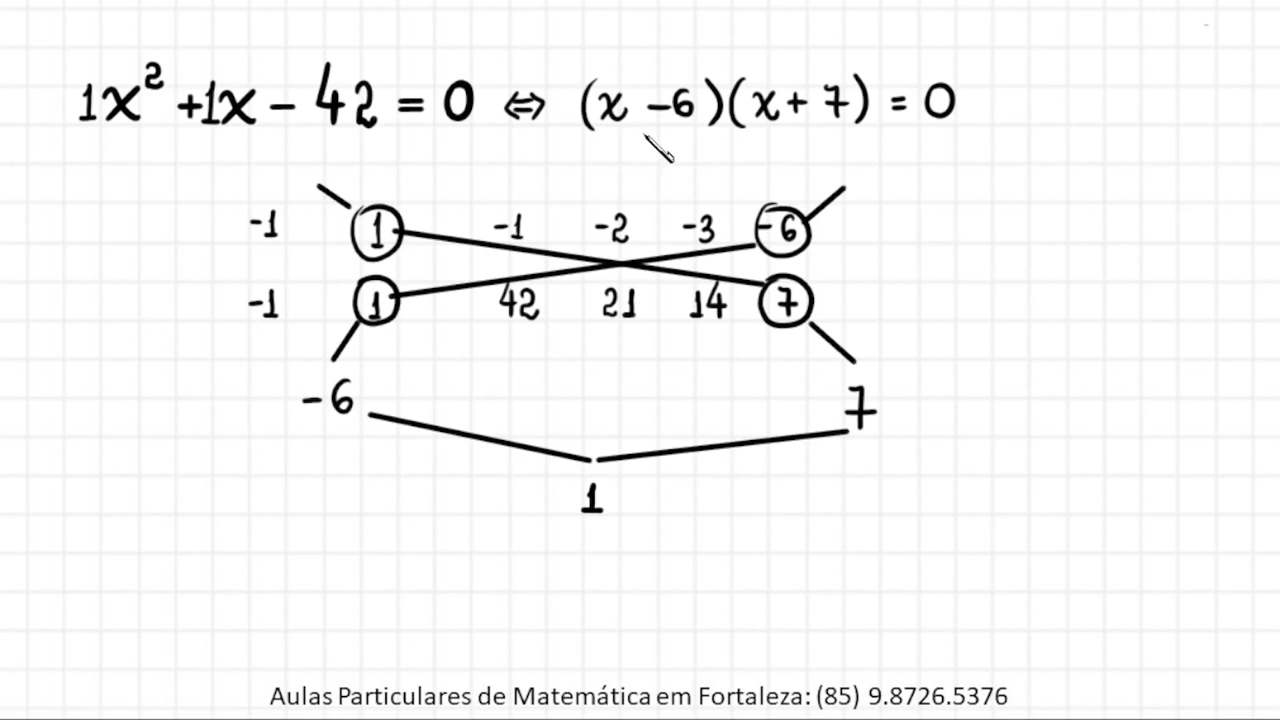 1x² +1x - 42 = 0 ⇔ (x - 6)(x + 7) = 0
-1 1 -1 -2 -3 -6
-1 1 42 21 14 7
-6 7
1
Aulas Particulares de Matemática em Fortaleza: (85) 9.8726.5376